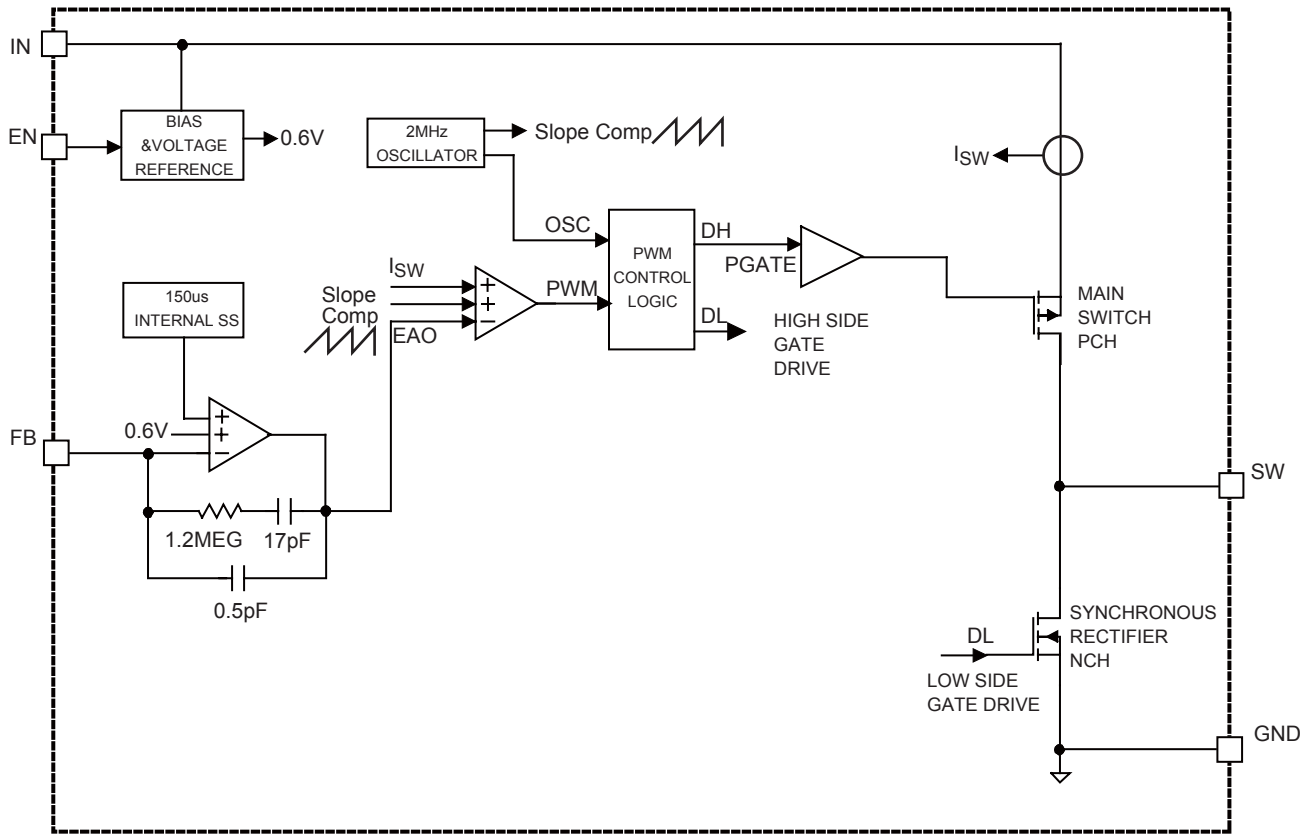 IN
EN
BIAS
&VOLTAGE
REFERENCE
0.6V
2MHz
OSCILLATOR
Slope Comp
ISW
OSC
PWM
CONTROL
LOGIC
DH
PGATE
DL
HIGH SIDE
GATE
DRIVE
MAIN
SWITCH
PCH
ISW
+
Slope
Comp
+
EAO
−
PWM
150us
INTERNAL SS
FB
0.6V
+
+
−
1.2MEG
17pF
0.5pF
SW
DL
LOW SIDE
GATE DRIVE
SYNCHRONOUS
RECTIFIER
NCH
GND